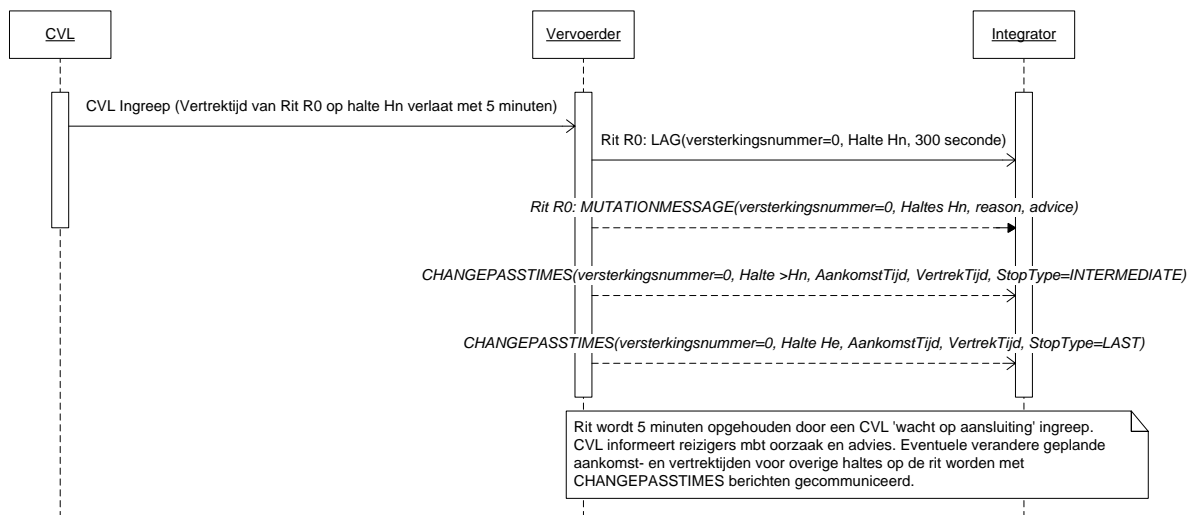 CVL
Vervoerder
Integrator
CVL Ingreep (Vertrektijd van Rit R0 op halte Hn verlaat met 5 minuten)
Rit R0: LAG(versterkingsnummer=0, Halte Hn, 300 seconde)
Rit R0: MUTATIONMESSAGE(versterkingsnummer=0, Haltes Hn, reason, advice)
CHANGEPASSTIMES(versterkingsnummer=0, Halte >Hn, AankomstTijd, VertrekTijd, StopType=INTERMEDIATE)
CHANGEPASSTIMES(versterkingsnummer=0, Halte He, AankomstTijd, VertrekTijd, StopType=LAST)
Rit wordt 5 minuten opgehouden door een CVL 'wacht op aansluiting' ingreep.
CVL informeert reizigers mbt oorzaak en advies. Eventuele verandere geplande
aankomst- en vertrektijden voor overige haltes op de rit worden met
CHANGEPASSTIMES berichten gecommuniceerd.